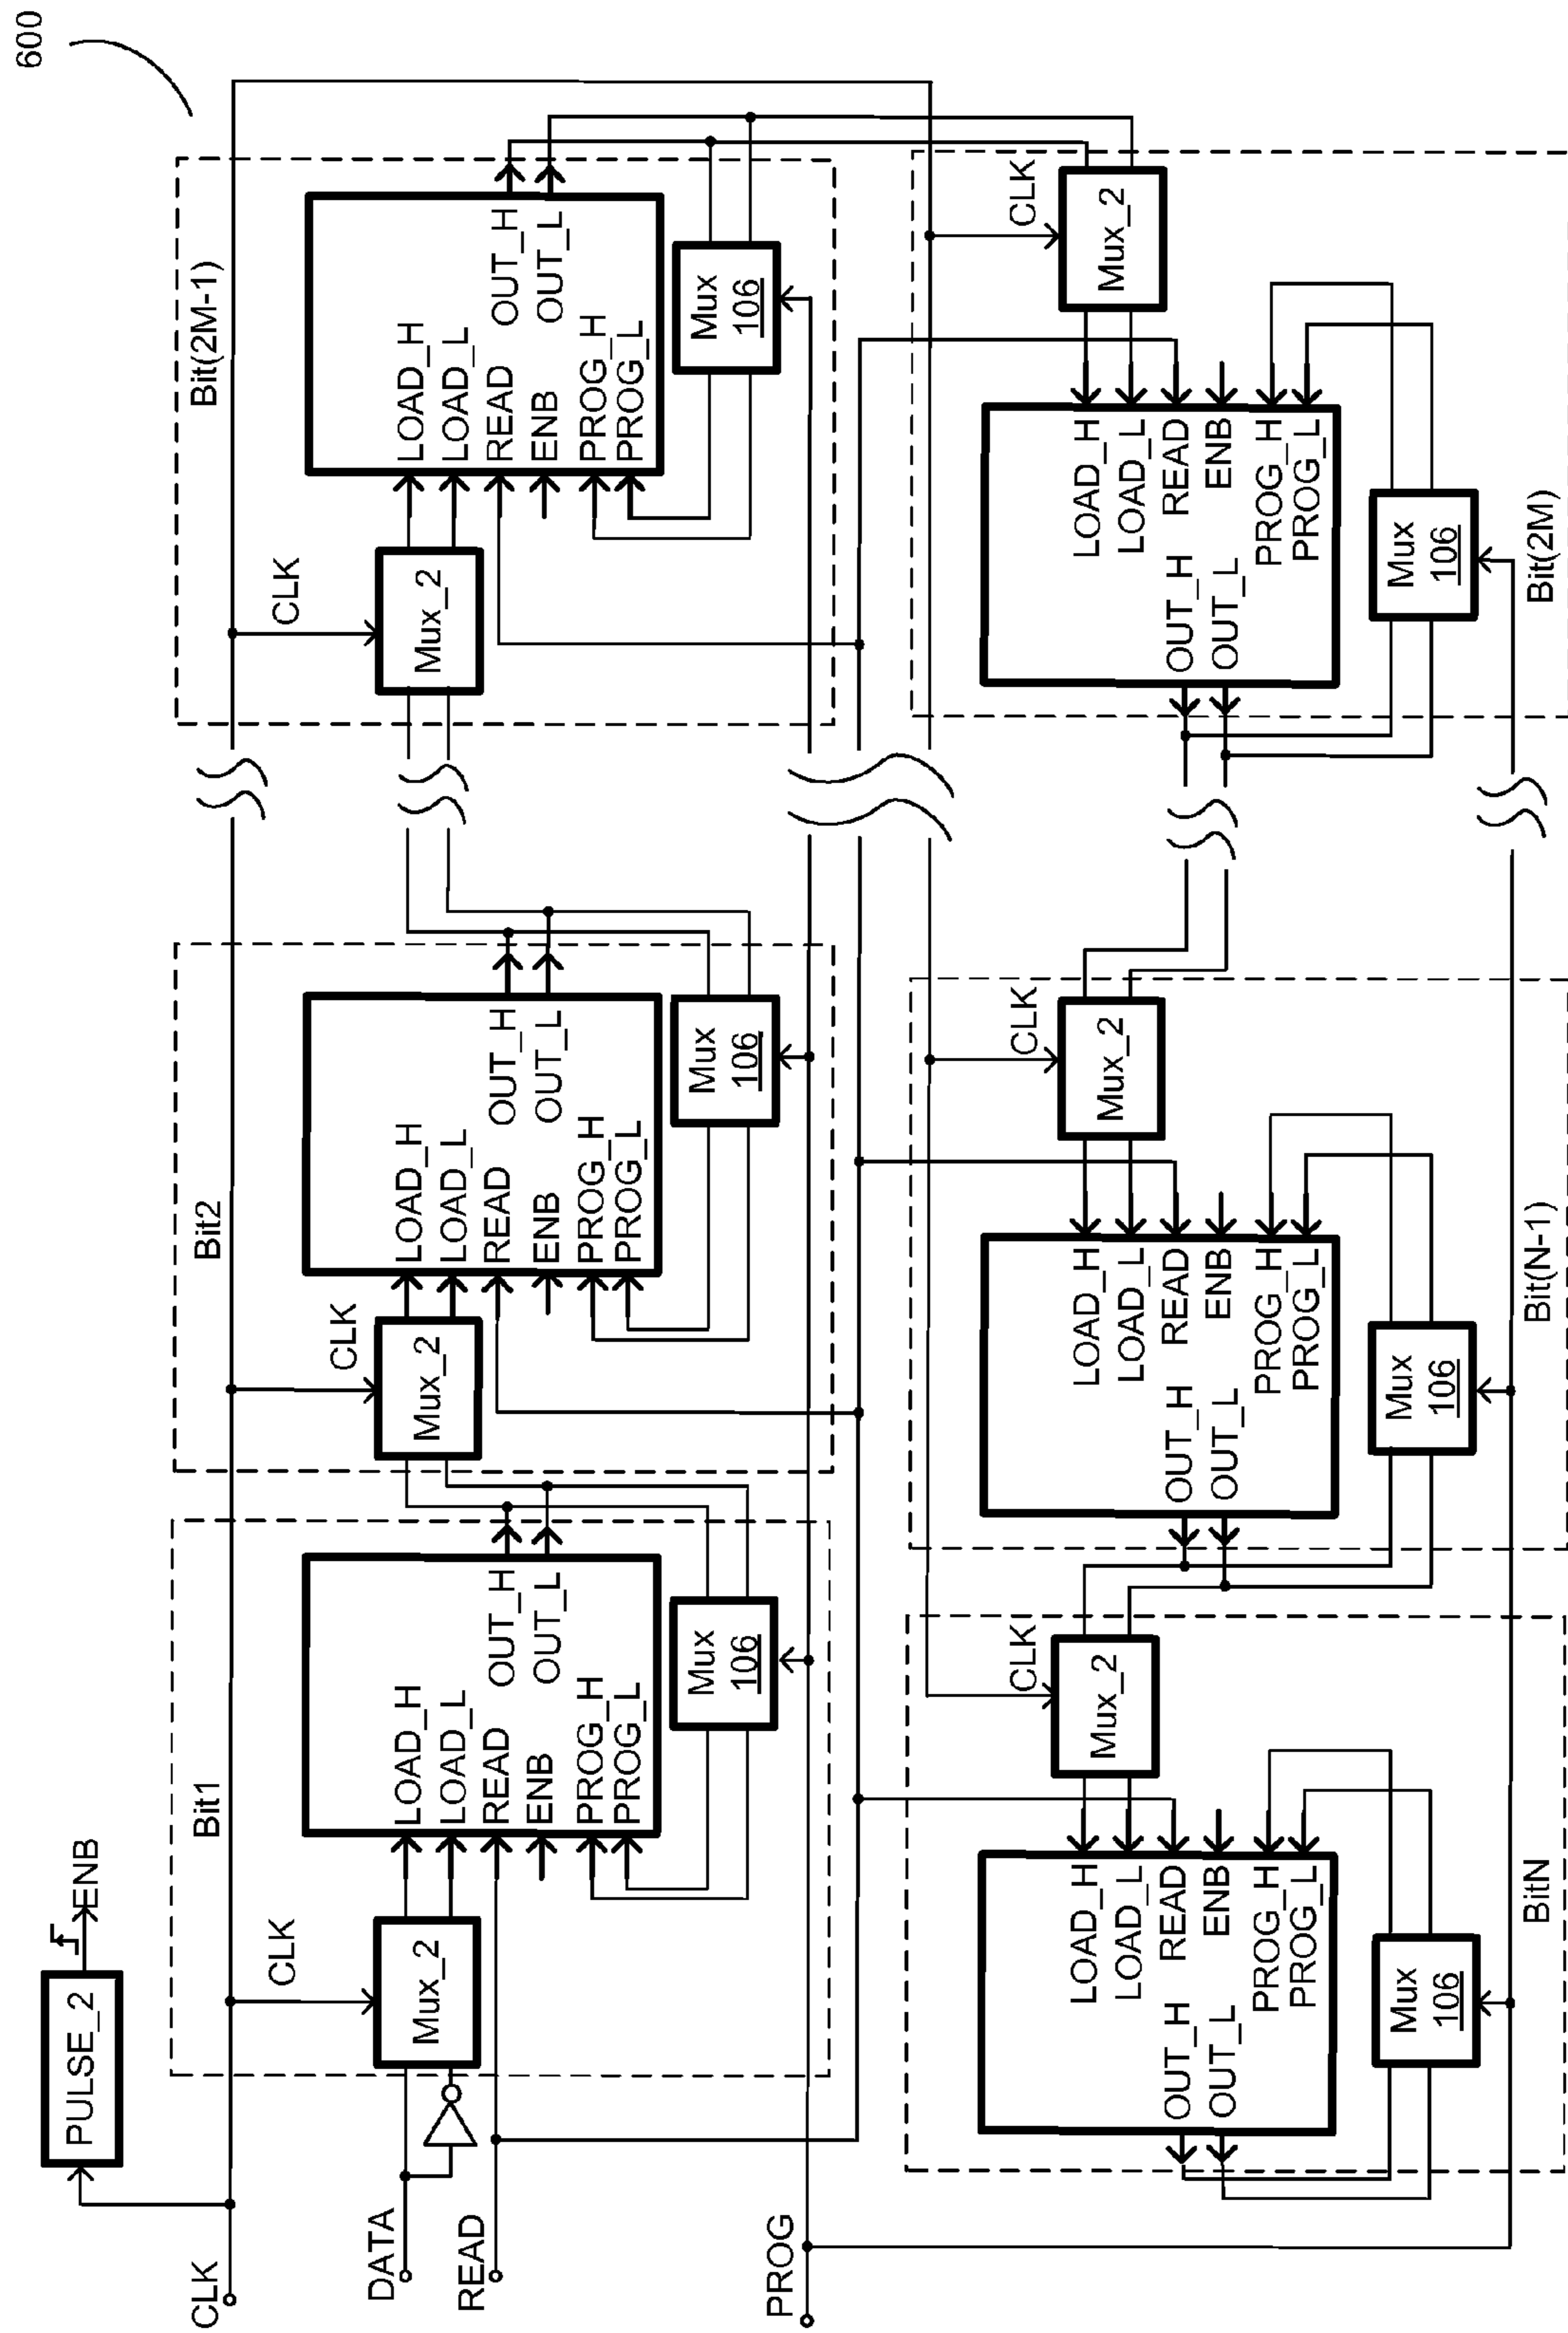 600
PULSE_2
ENB
CLK
DATA
READ
PROG
Bit1
CLK
Mux_2
LOAD_H
LOAD_L
READ
ENB
PROG_H
PROG_L
OUT_H
OUT_L
Mux
106
Bit2
CLK
Mux_2
LOAD_H
LOAD_L
READ
ENB
PROG_H
PROG_L
OUT_H
OUT_L
Mux
106
Bit(2M-1)
CLK
Mux_2
LOAD_H
LOAD_L
READ
ENB
PROG_H
PROG_L
OUT_H
OUT_L
Mux
106
CLK
Mux_2
LOAD_H
LOAD_L
READ
ENB
PROG_H
PROG_L
OUT_H
OUT_L
Mux
106
BitN
CLK
Mux_2
LOAD_H
LOAD_L
READ
ENB
PROG_H
PROG_L
OUT_H
OUT_L
Mux
106
Bit(N-1)
CLK
Mux_2
LOAD_H
LOAD_L
READ
ENB
PROG_H
PROG_L
OUT_H
OUT_L
Mux
106
Bit(2M)